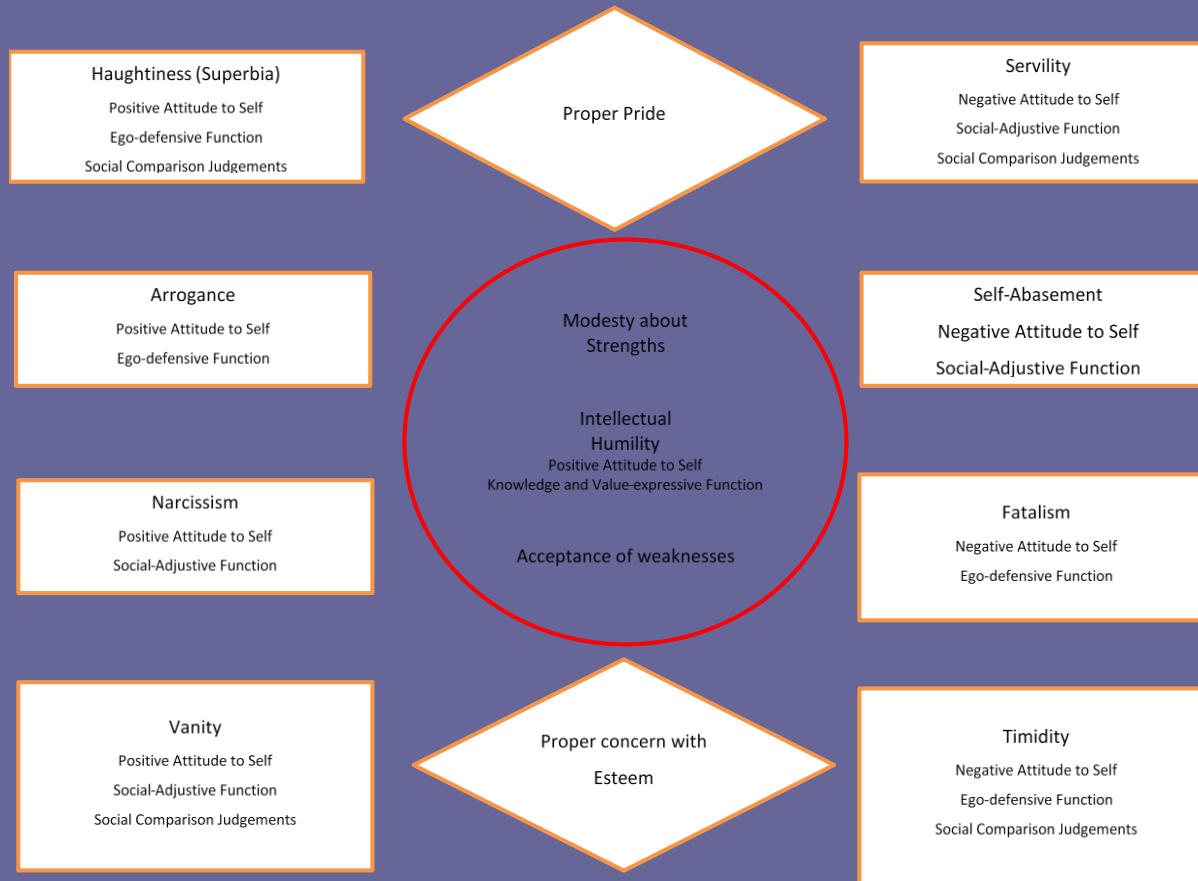 Haughtiness (Superbia)
Positive Attitude to Self
Ego-defensive Function
Social Comparison Judgements
Proper Pride
Servility
Negative Attitude to Self
Social-Adjustive Function
Social Comparison Judgements
Arrogance
Positive Attitude to Self
Ego-defensive Function
Modesty about
Strengths
Intellectual
Humility
Positive Attitude to Self
Knowledge and Value-expressive Function
Acceptance of weaknesses
Self-Abasement
Negative Attitude to Self
Social-Adjustive Function
Narcissism
Positive Attitude to Self
Social-Adjustive Function
Fatalism
Negative Attitude to Self
Ego-defensive Function
Vanity
Positive Attitude to Self
Social-Adjustive Function
Social Comparison Judgements
Proper concern with
Esteem
Timidity
Negative Attitude to Self
Ego-defensive Function
Social Comparison Judgements